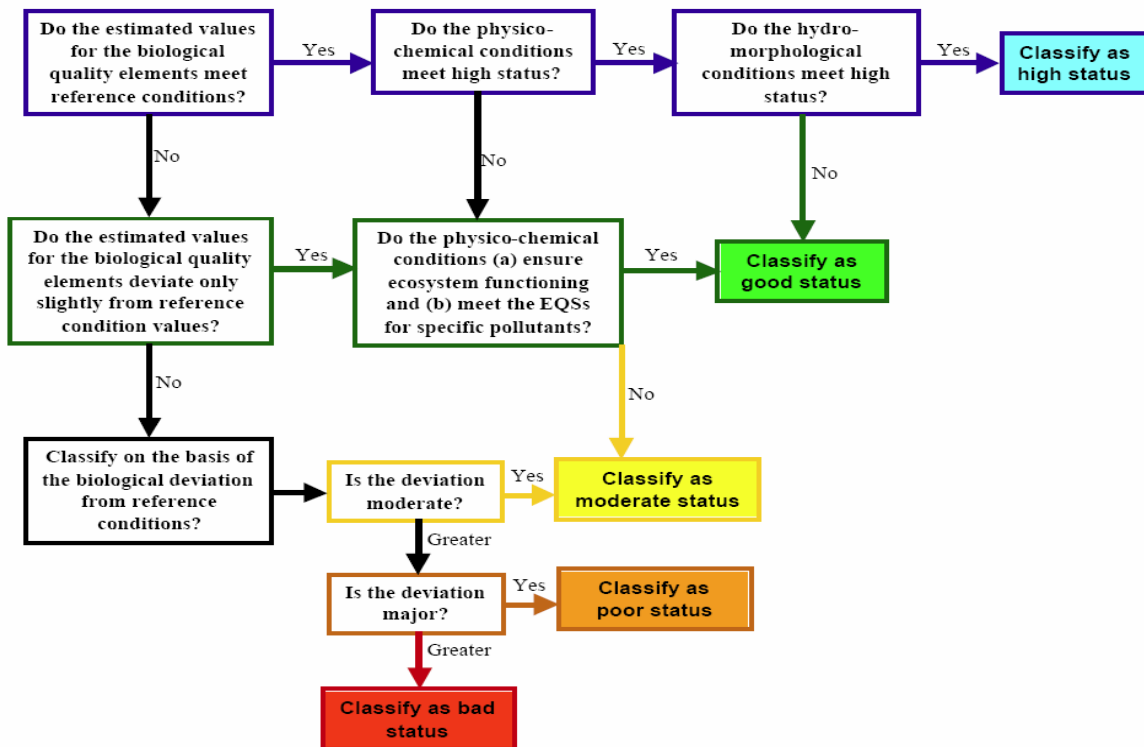 Do the estimated values
for the biological
quality elements meet
reference conditions?
Yes
Do the physico-
chemical conditions
meet high status?
Yes
Do the hydro-
morphological
conditions meet high
status?
Yes
Classify as
high status
No
No
No
Do the estimated values
for the biological quality
elements deviate only
slightly from reference
condition values?
Yes
Do the physico-chemical
conditions (a) ensure
ecosystem functioning
and (b) meet the EQSs
for specific pollutants?
Yes
Classify as
good status
No
No
Classify on the basis of
the biological deviation
from reference
conditions?
Is the deviation
moderate?
Yes
Classify as
moderate status
Greater
Is the deviation
major?
Yes
Classify as
poor status
Greater
Classify as bad
status